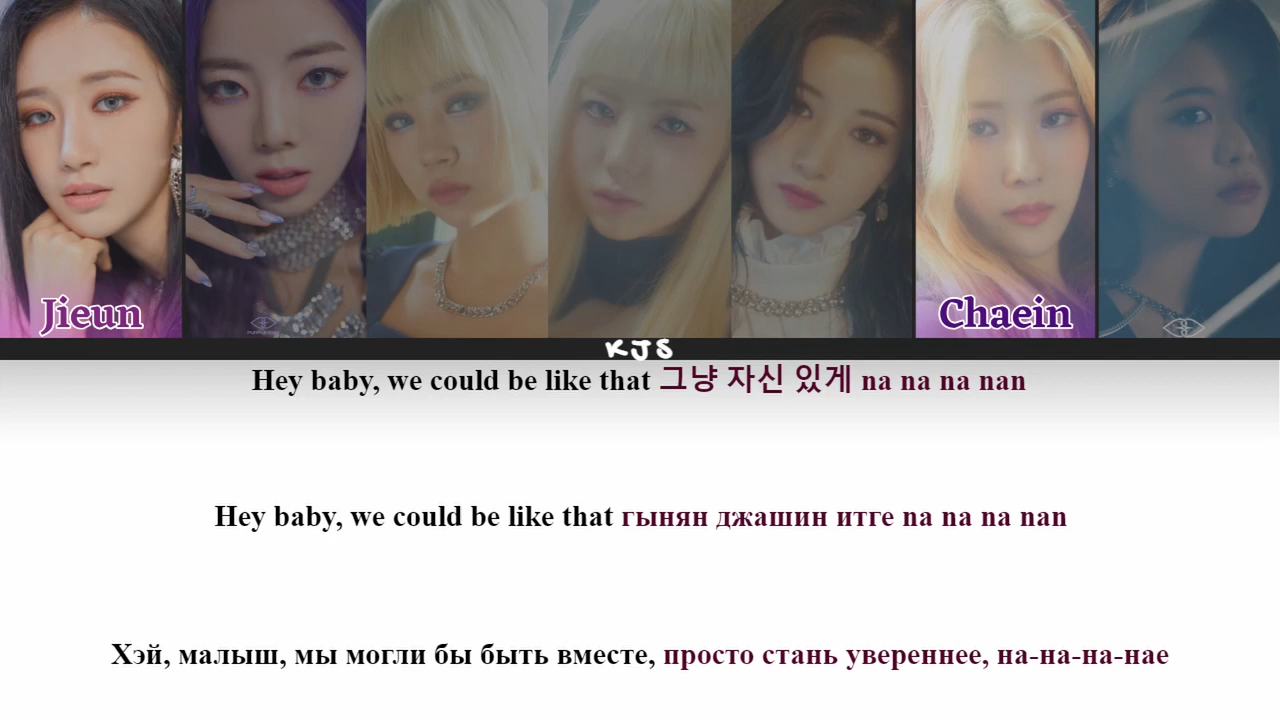 Jieun
Chaein
KJS
Hey baby, we could be like that 그냥 자신 있게 na na na nan
Hey baby, we could be like that гынян джашин итге na na na nan
Хэй, малыш, мы могли бы быть вместе, просто стань увереннее, на-на-на-нае